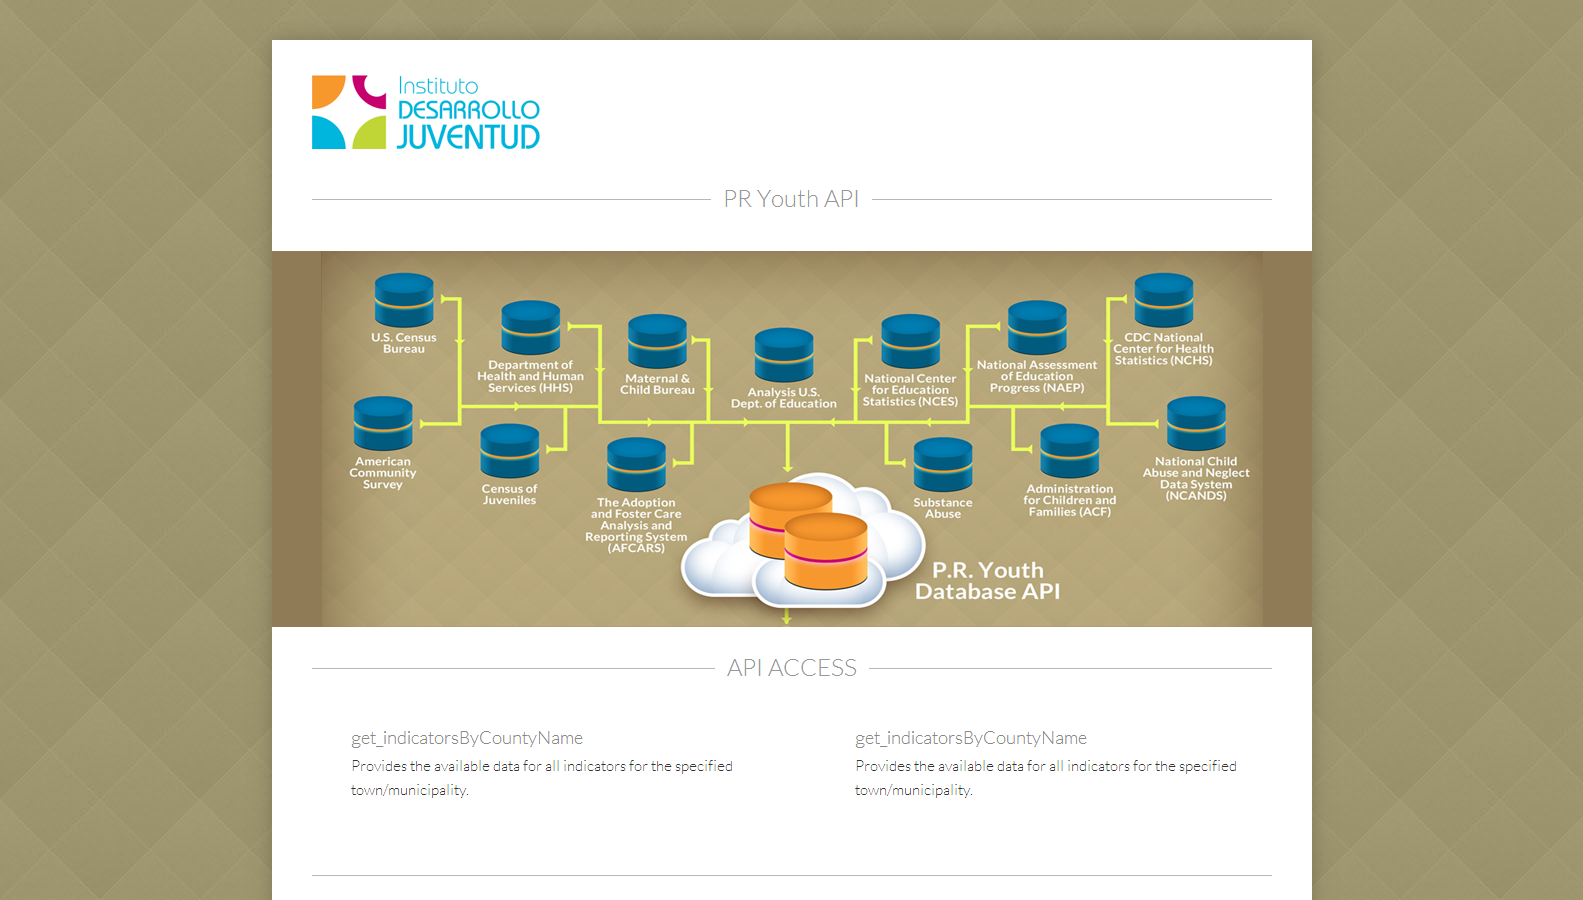 Instituto
DESARROLLO
JUVENTUD
PR Youth API
U.S. Census
Bureau
Department of
Health and Human
Services (HHS)
Maternal &
Child Bureau
Analysis U.S.
Dept. of Education
National Center
for Education
Statistics (NCES)
National Assessment
of Education
Progress (NAEP)
CDC National
Center for Health
Statistics (NCHS)
American
Community
Survey
Census of
Juveniles
The Adoption
and Foster Care
Analysis and
Reporting System
(AFCARS)
Substance
Abuse
Administration
for Children and
Families (ACF)
National Child
Abuse and Neglect
Data System
(NCANDS)
P.R. Youth
Database API
API ACCESS
get_indicatorsByCountyName
Provides the available data for all indicators for the specified
town/municipality.
get_indicatorsByCountyName
Provides the available data for all indicators for the specified
town/municipality.